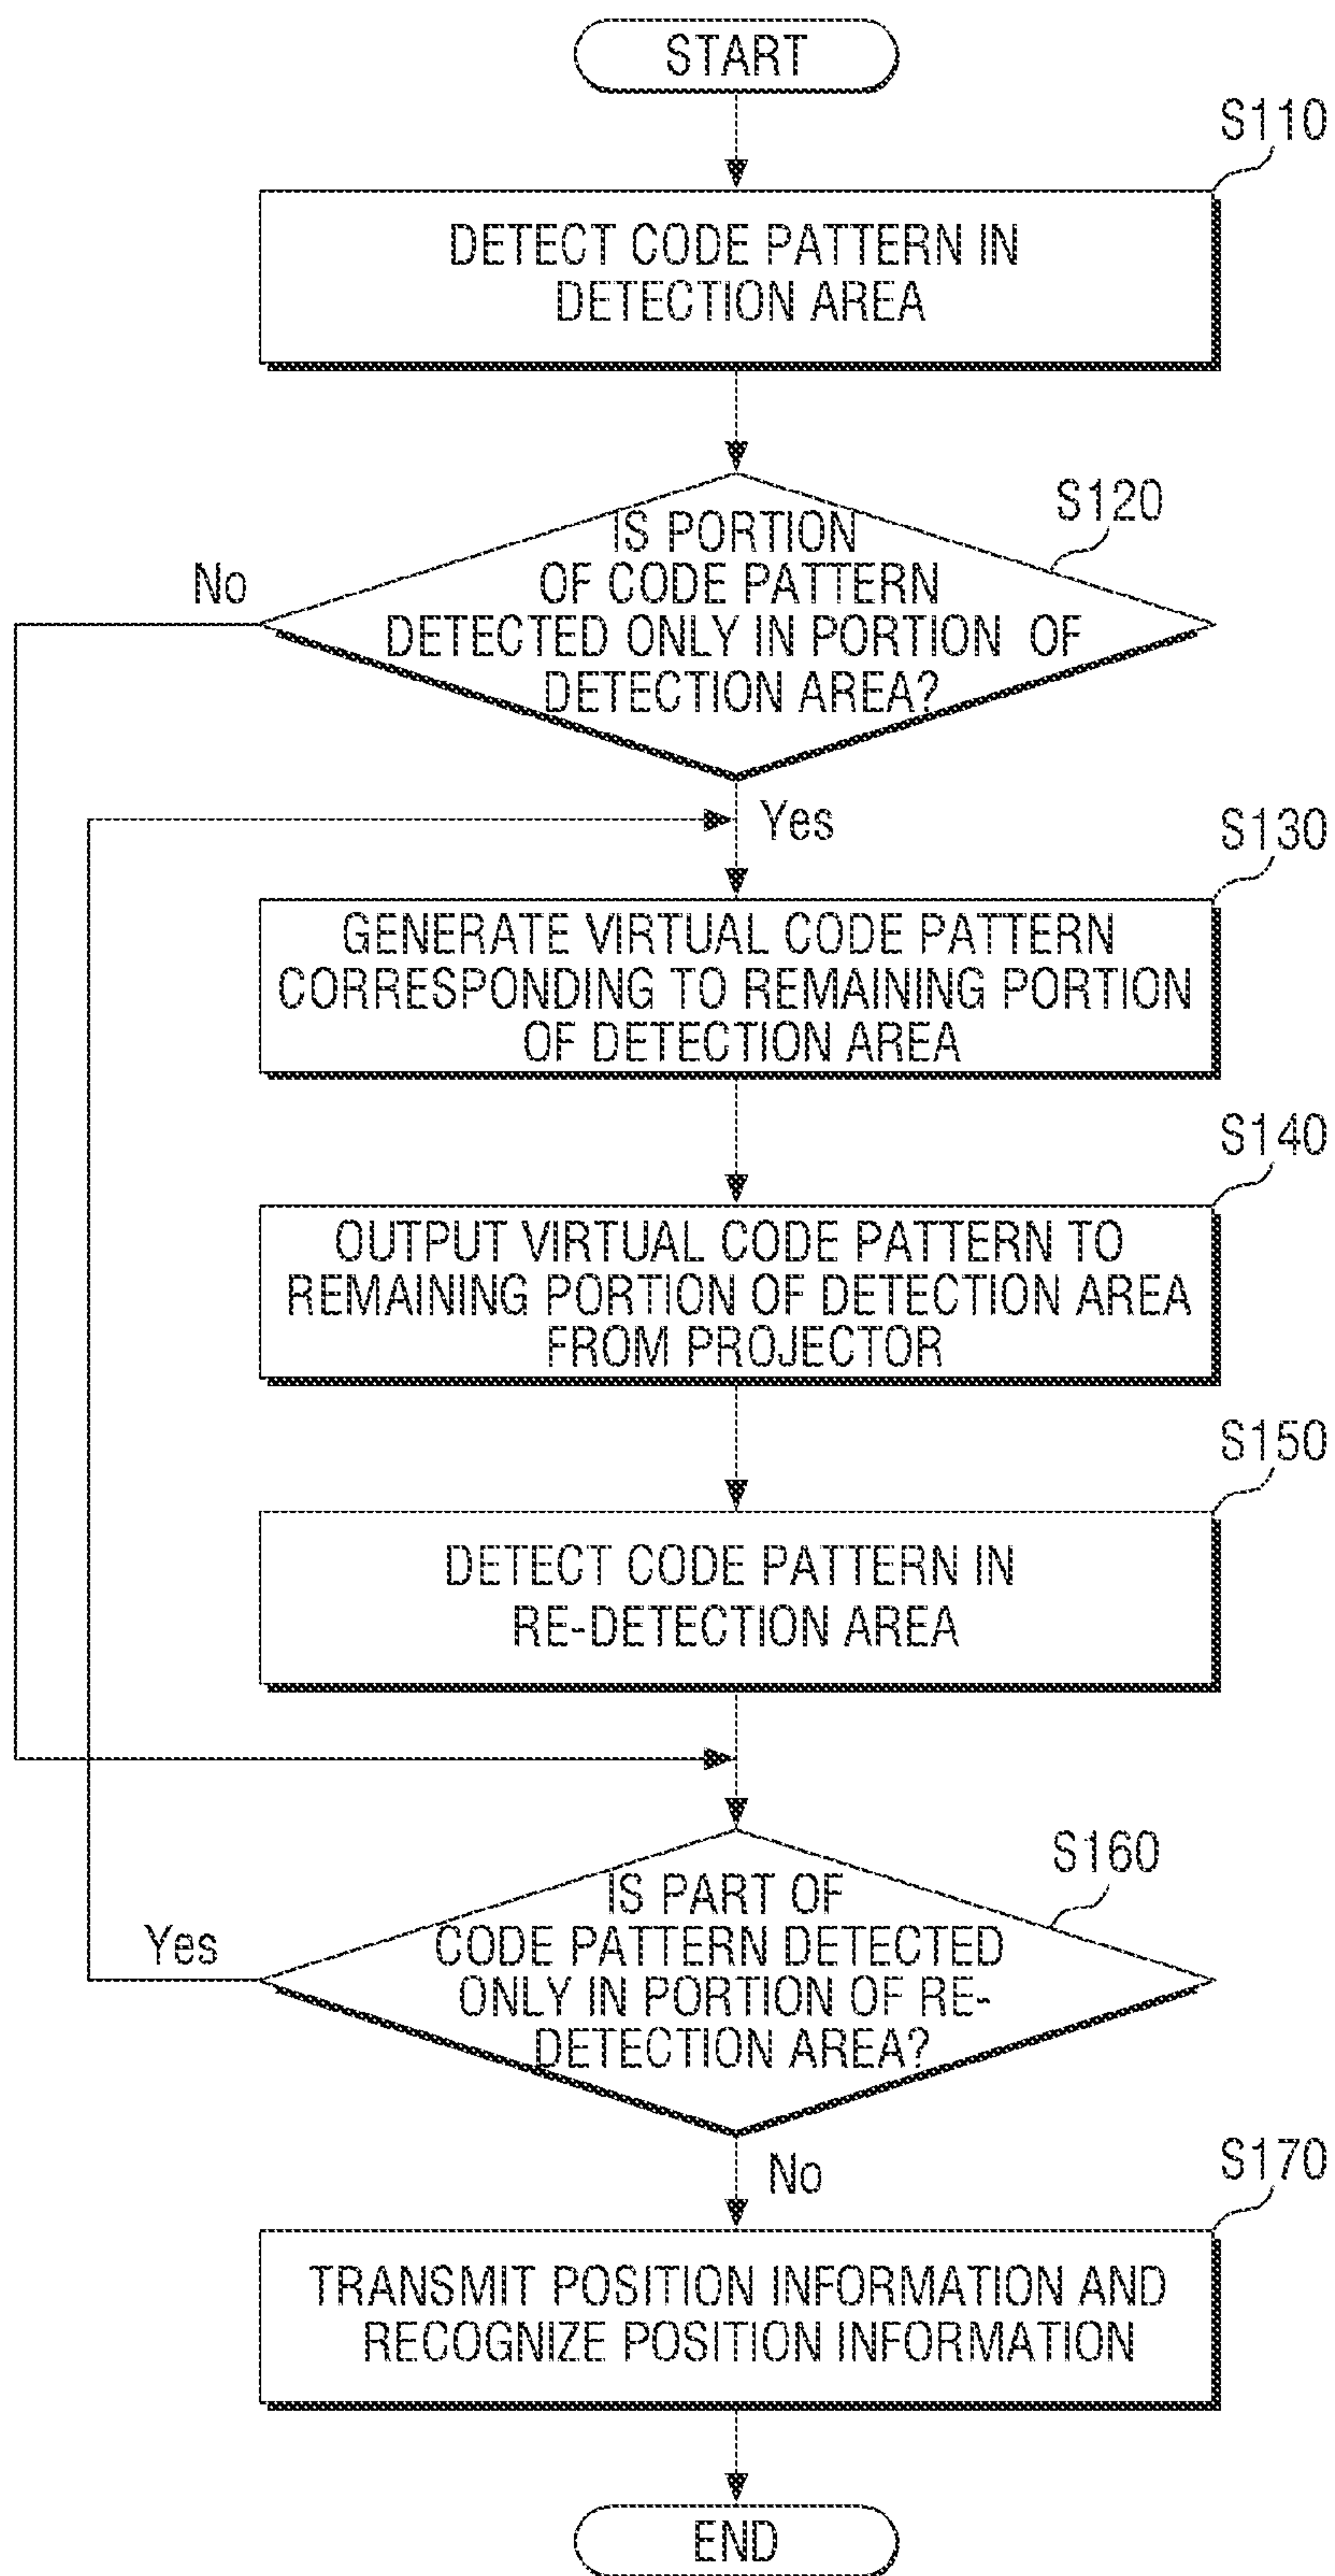 START
S110
DETECT CODE PATTERN IN
DETECTION AREA
S120
IS PORTION
OF CODE PATTERN
DETECTED ONLY IN PORTION OF
DETECTION AREA?
No
Yes
S130
GENERATE VIRTUAL CODE PATTERN
CORRESPONDING TO REMAINING PORTION
OF DETECTION AREA
S140
OUTPUT VIRTUAL CODE PATTERN TO
REMAINING PORTION OF DETECTION AREA
FROM PROJECTOR
S150
DETECT CODE PATTERN IN
RE-DETECTION AREA
S160
IS PART OF
CODE PATTERN DETECTED
ONLY IN PORTION OF RE-
DETECTION AREA?
Yes
No
S170
TRANSMIT POSITION INFORMATION AND
RECOGNIZE POSITION INFORMATION
END